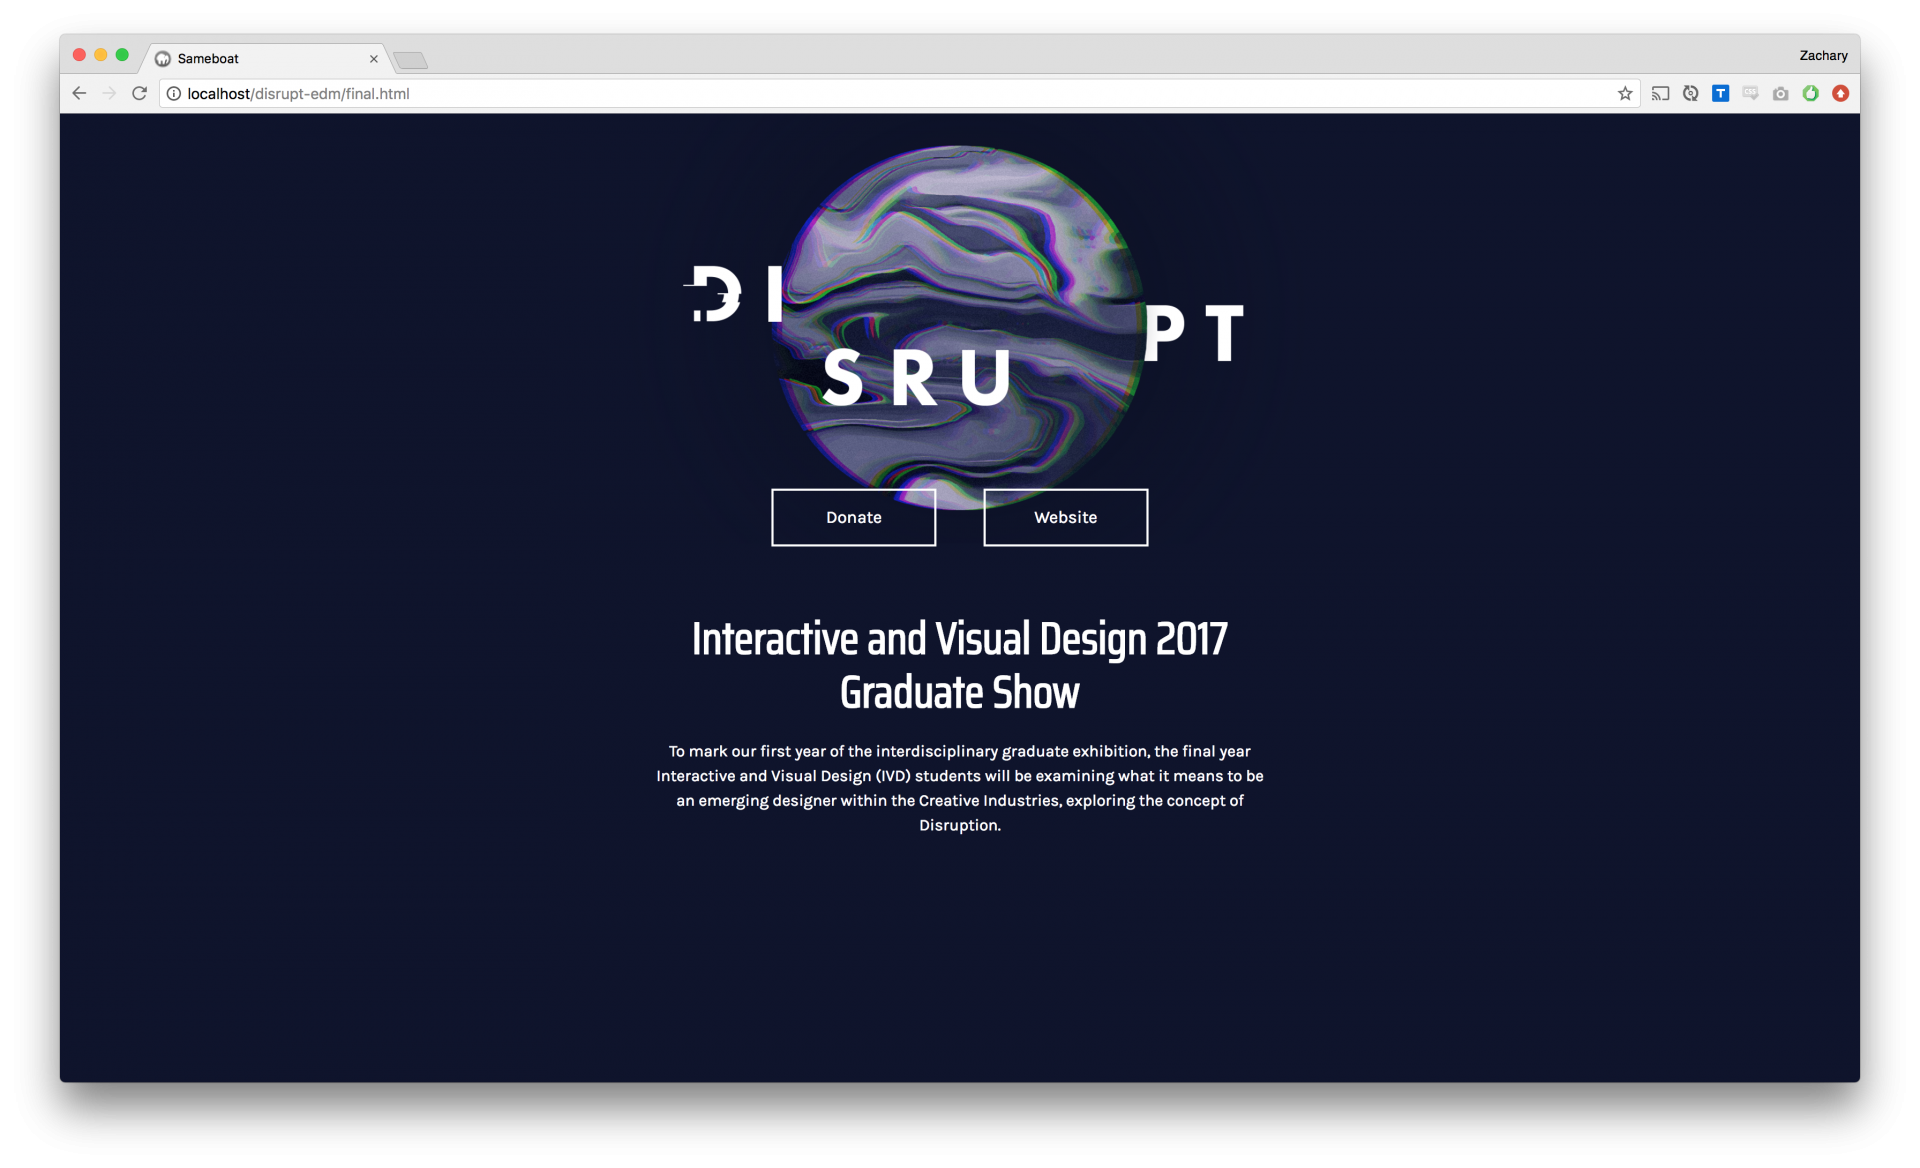 Sameboat
Zachary
localhost/disrupt-edm/final.html
DI
SRU
PT
Donate
Website
Interactive and Visual Design 2017
Graduate Show
To mark our first year of the interdisciplinary graduate exhibition, the final year
Interactive and Visual Design (IVD) students will be examining what it means to be
an emerging designer within the Creative Industries, exploring the concept of
Disruption.